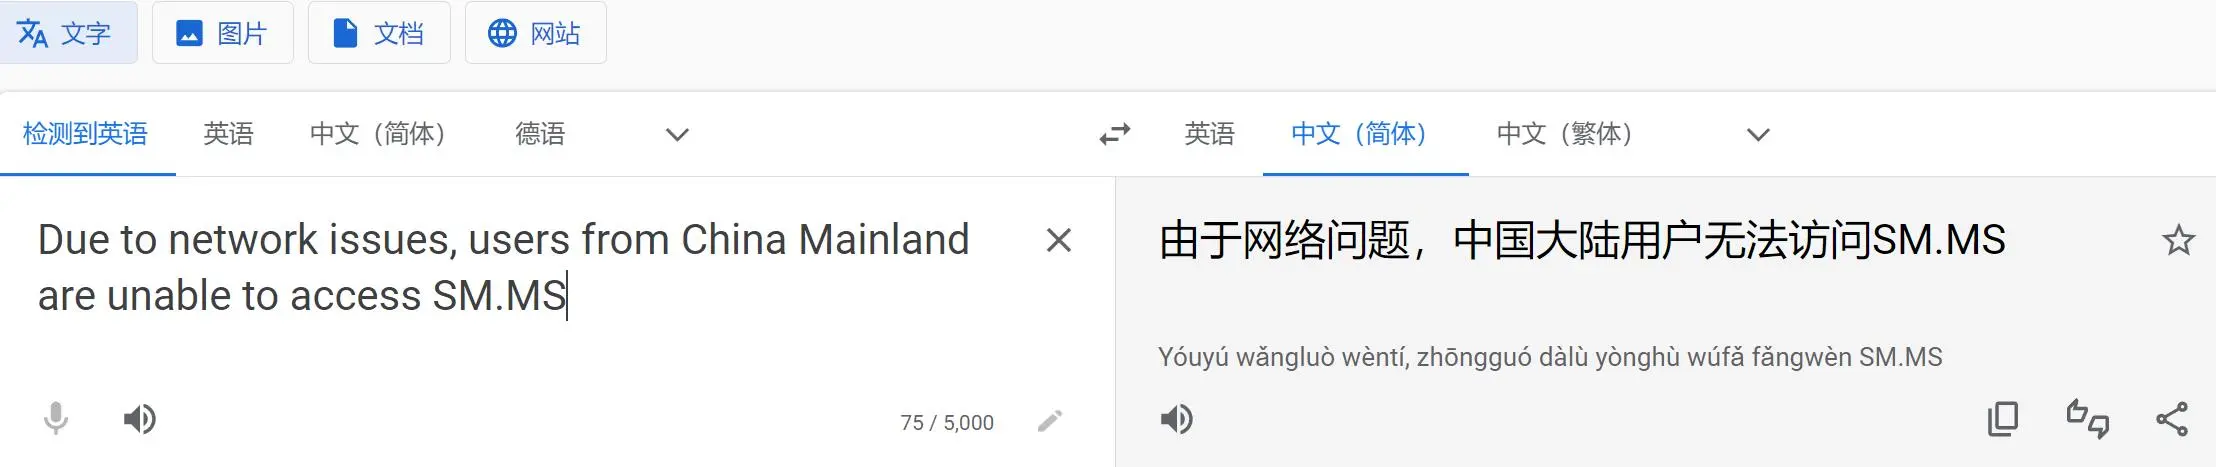 文字 图片 文档 网站
检测到英语 英语 中文（简体） 德语 英语 中文（简体） 中文（繁体）
Due to network issues, users from China Mainland
are unable to access SM.MS
75 / 5,000
由于网络问题，中国大陆用户无法访问SM.MS
Yóuyú wǎngluò wèntí, zhōngguó dàlù yònghù wúfǎ fǎngwèn SM.MS